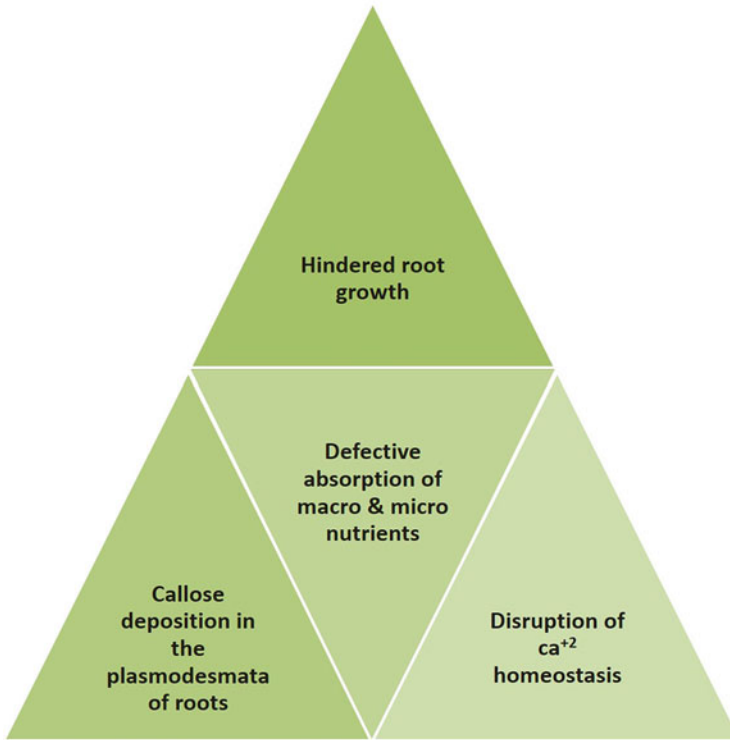 Hindered root
growth
Defective
absorption of
macro & micro
nutrients
Callose
deposition in
the
plasmodesmata
of roots
Disruption of
ca⁺²
homeostasis